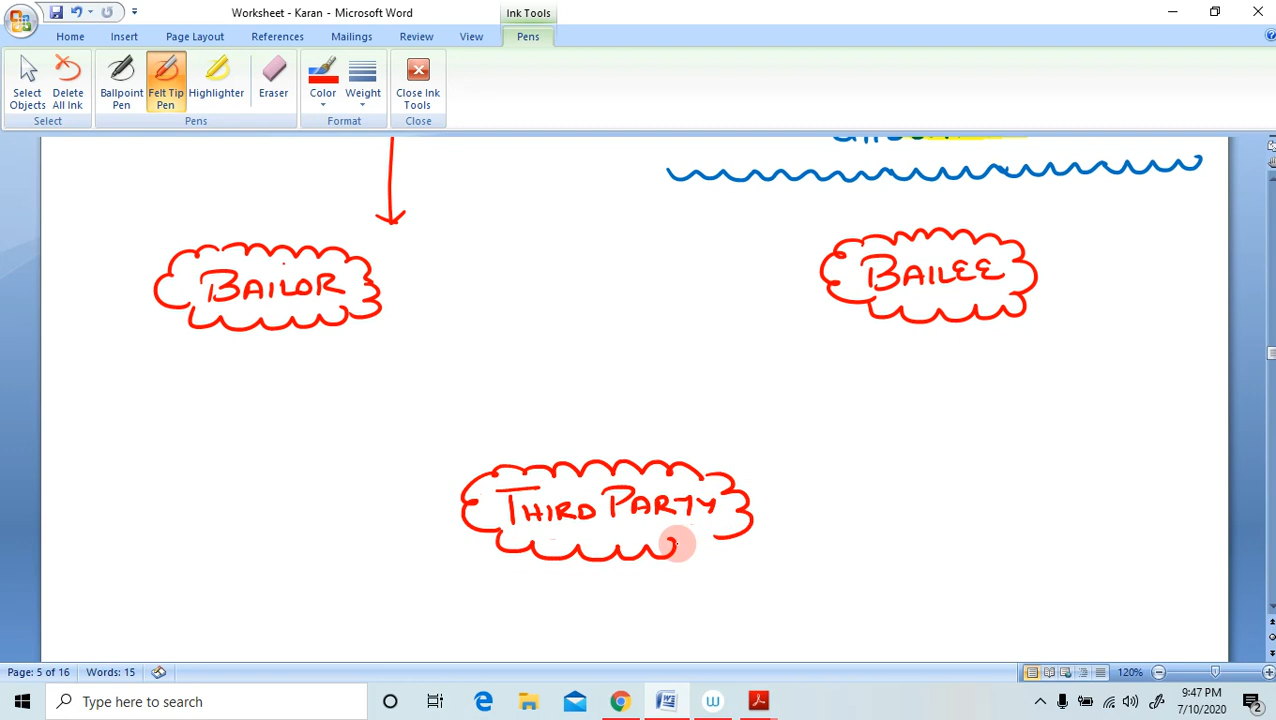 Worksheet - Karan - Microsoft Word
Ink Tools
Home
Insert
Page Layout
References
Mailings
Review
View
Pens
Select Objects
Delete All Ink
Ballpoint Pen
Felt Tip Pen
Highlighter
Eraser
Color
Weight
Close Ink Tools
Select
Pens
Format
Close
BAILOR
BAILEE
THIRD PARTY
Page: 5 of 16
Words: 15
120%
Type here to search
9:47 PM
7/10/2020
2